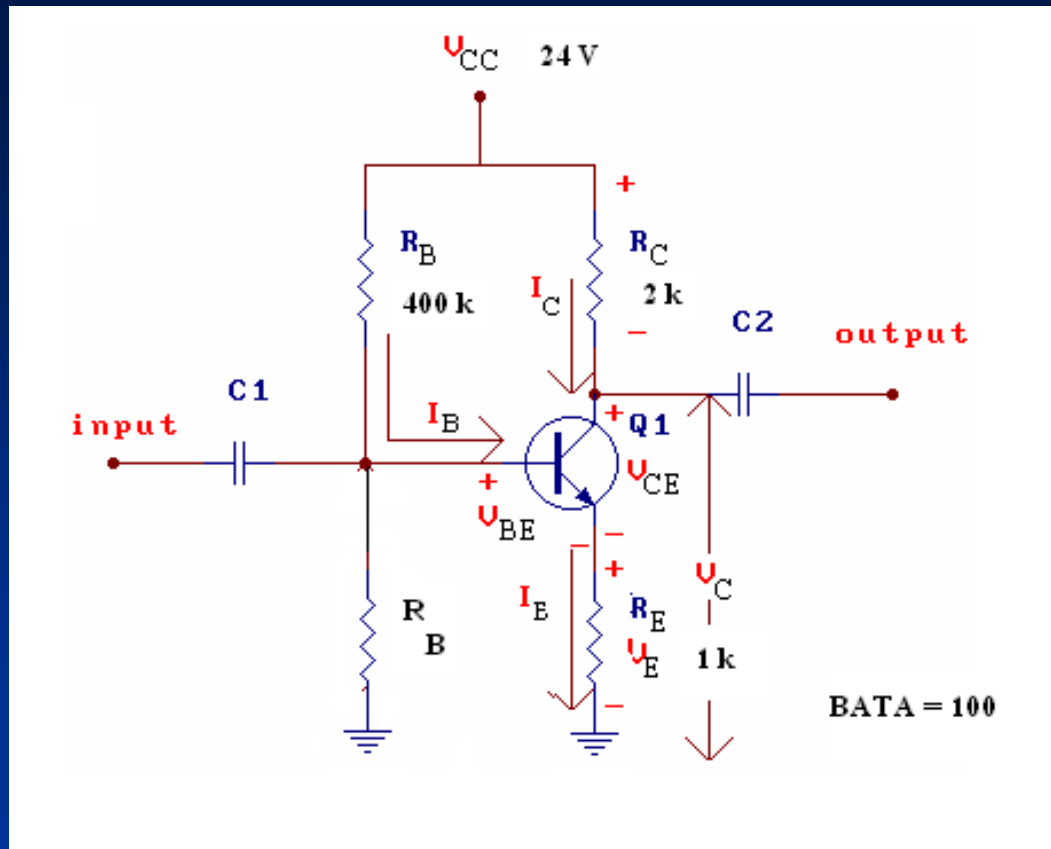 VCC 24 V
+
RB RC
400 k IC 2 k
−
C2 output
C1
input IB + Q1
+ VCE
VBE − −
+
IE VC
R RE
B VE 1 k
−
BATA = 100